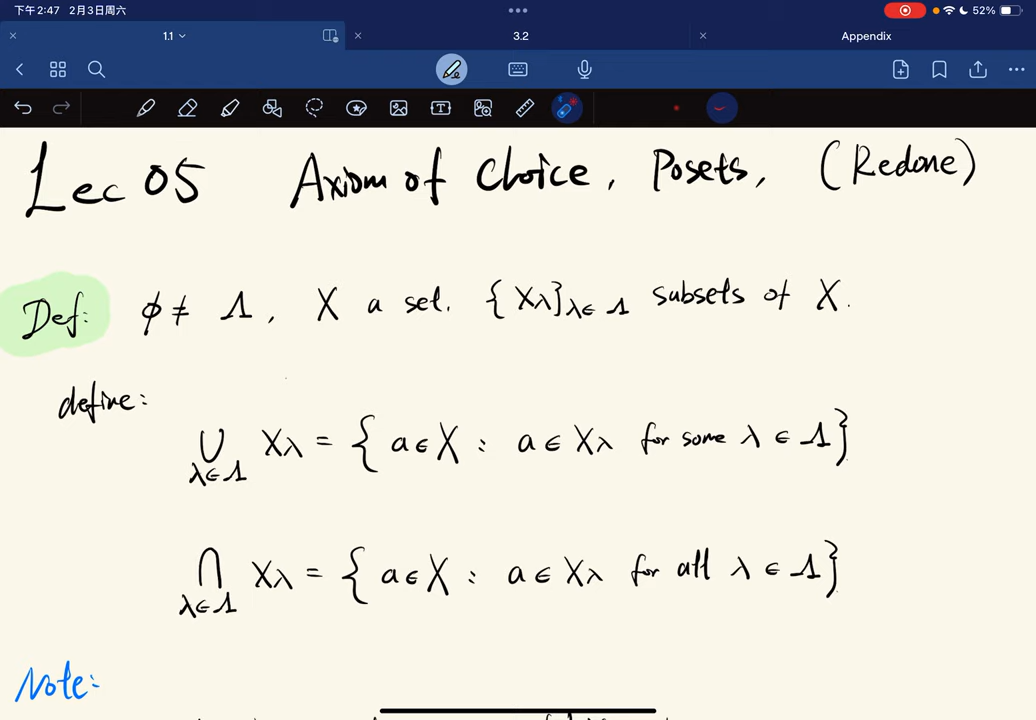 下午2:47 2月3日周六
52%
1.1
3.2
Appendix
Lec 05 Axiom of Choice, Posets, (Redone)
Def: ϕ ≠ Λ, X a set. {Xλ}λ∈Λ subsets of X.
define:
∪λ∈Λ Xλ = { a ∈ X : a ∈ Xλ for some λ ∈ Λ}
∩λ∈Λ Xλ = { a ∈ X : a ∈ Xλ for all λ ∈ Λ}
Note: